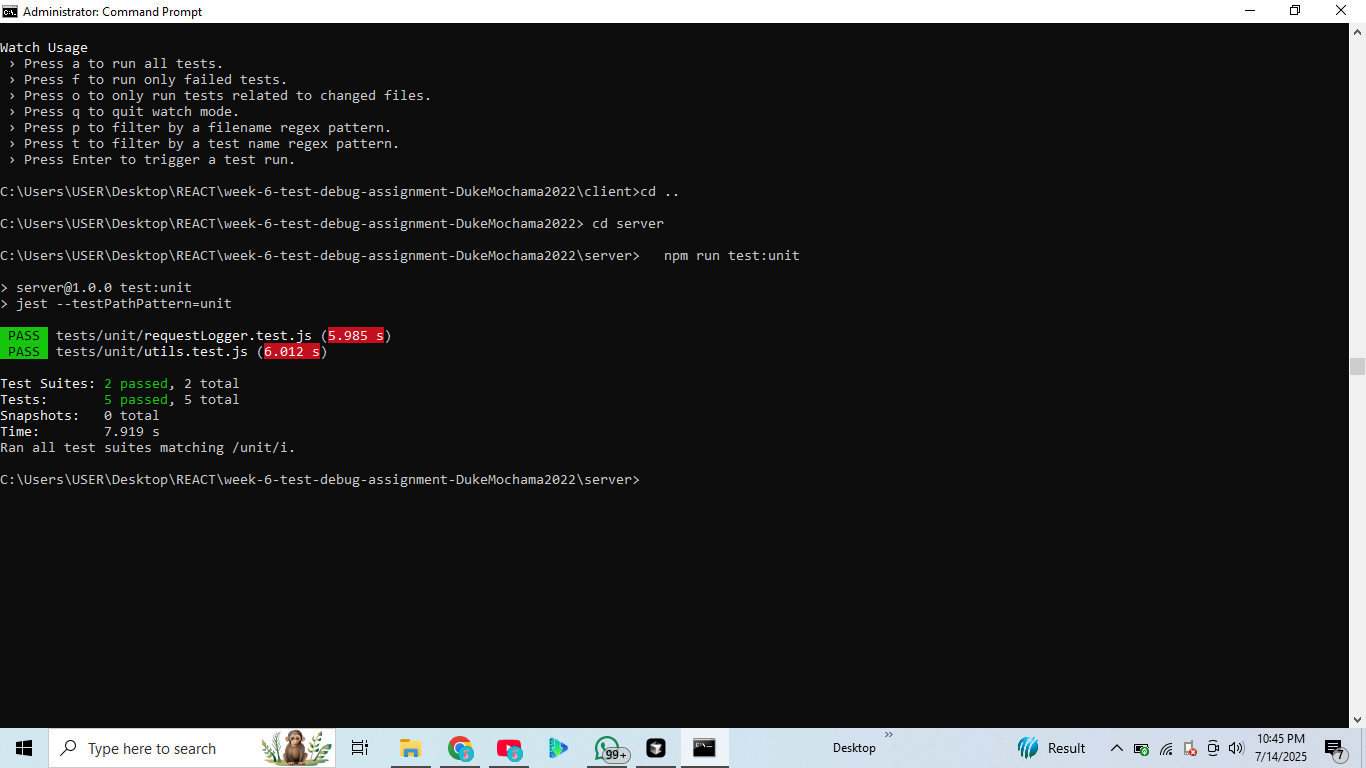 Administrator: Command Prompt
Watch Usage
› Press a to run all tests.
› Press f to run only failed tests.
› Press o to only run tests related to changed files.
› Press q to quit watch mode.
› Press p to filter by a filename regex pattern.
› Press t to filter by a test name regex pattern.
› Press Enter to trigger a test run.
C:\Users\USER\Desktop\REACT\week-6-test-debug-assignment-DukeMochama2022\client>cd ..
C:\Users\USER\Desktop\REACT\week-6-test-debug-assignment-DukeMochama2022> cd server
C:\Users\USER\Desktop\REACT\week-6-test-debug-assignment-DukeMochama2022\server>   npm run test:unit
> server@1.0.0 test:unit
> jest --testPathPattern=unit
PASS tests/unit/requestLogger.test.js (5.985 s)
PASS tests/unit/utils.test.js (6.012 s)
Test Suites: 2 passed, 2 total
Tests:       5 passed, 5 total
Snapshots:   0 total
Time:        7.919 s
Ran all test suites matching /unit/i.
C:\Users\USER\Desktop\REACT\week-6-test-debug-assignment-DukeMochama2022\server>
Type here to search
99+
Desktop
Result
10:45 PM
7/14/2025
7